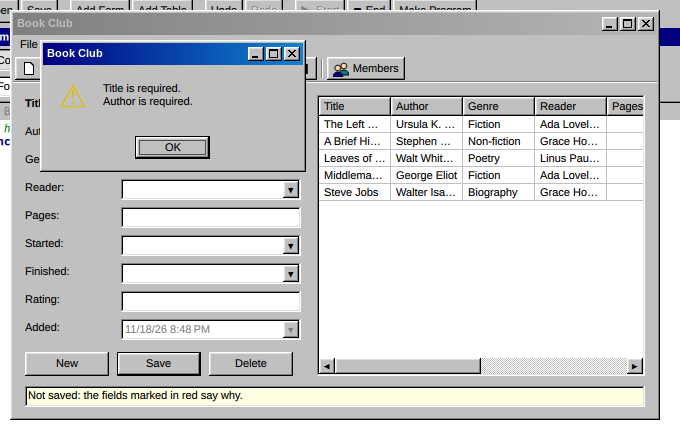 Save
Add Form
Add Table
Undo
Redo
Start
End
Make Program
Book Club
File
Book Club
Title is required.
Author is required.
OK
Members
Reader:
Pages:
Started:
Finished:
Rating:
Added:
11/18/26 8:48 PM
New
Save
Delete
Title Author Genre Reader Pages
The Left ... Ursula K. ... Fiction Ada Lovel...
A Brief Hi... Stephen ... Non-fiction Grace Ho...
Leaves of ... Walt Whit... Poetry Linus Pau...
Middlema... George Eliot Fiction Ada Lovel...
Steve Jobs Walter Isa... Biography Grace Ho...
Not saved: the fields marked in red say why.